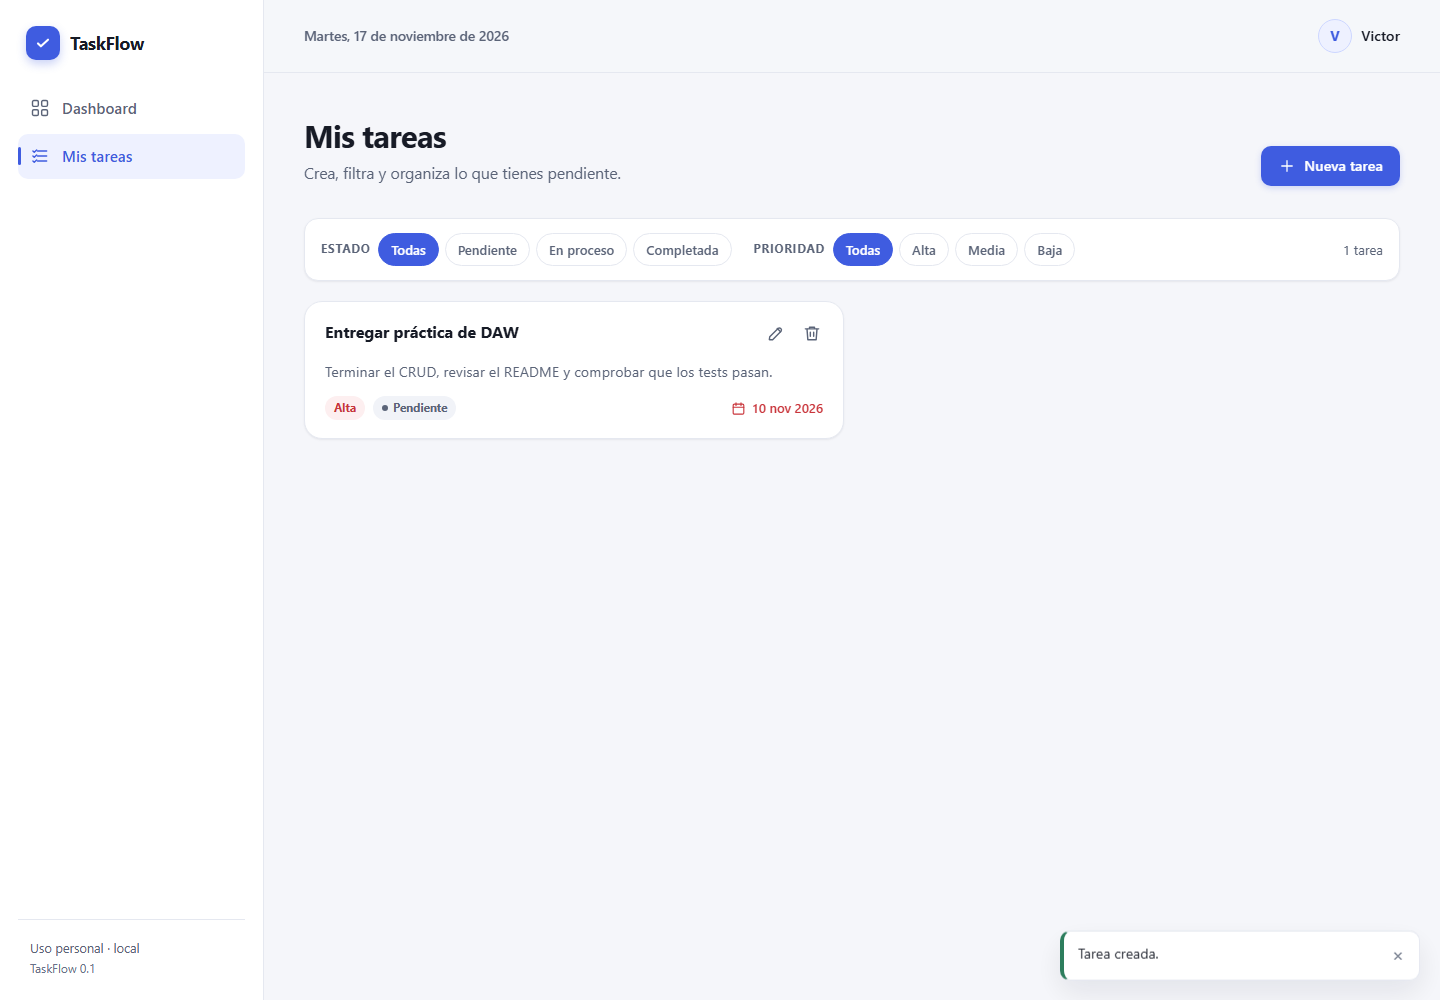 TaskFlow
Dashboard
Mis tareas
Uso personal · local
TaskFlow 0.1
Martes, 17 de noviembre de 2026
V
Victor
Mis tareas
Crea, filtra y organiza lo que tienes pendiente.
Nueva tarea
ESTADO Todas Pendiente En proceso Completada PRIORIDAD Todas Alta Media Baja 1 tarea
Entregar práctica de DAW
Terminar el CRUD, revisar el README y comprobar que los tests pasan.
Alta Pendiente 10 nov 2026
Tarea creada.